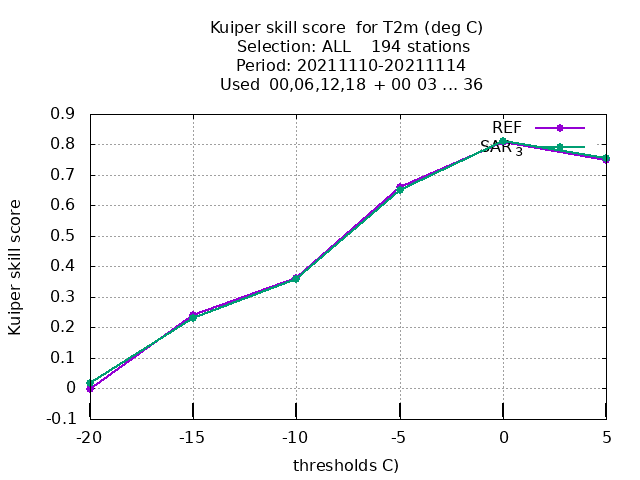 Kuiper skill score  for T2m (deg C)
Selection: ALL    194 stations
Period: 20211110-20211114
Used 00,06,12,18 + 00 03 ... 36
Kuiper skill score
0.9
0.8
0.7
0.6
0.5
0.4
0.3
0.2
0.1
0
-0.1
REF
SAR3
-20
-15
-10
-5
0
5
thresholds C)